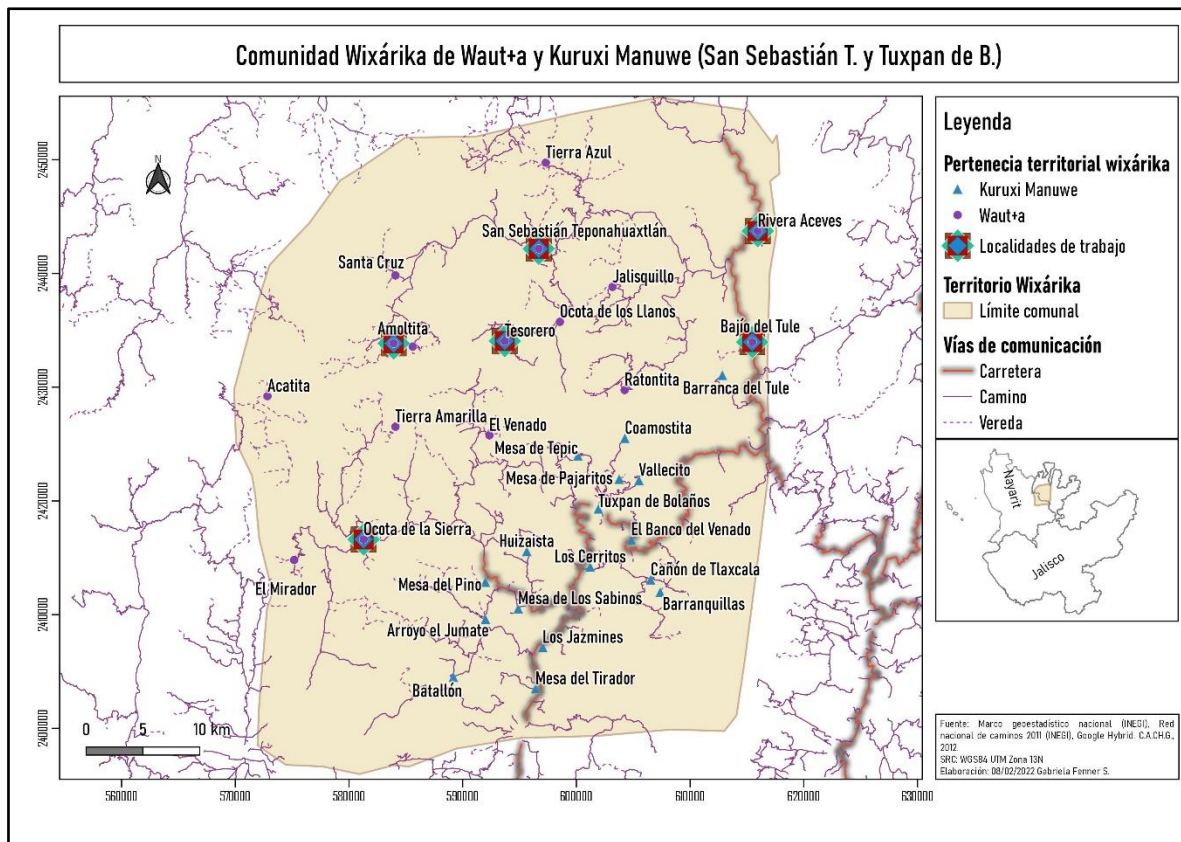 Comunidad Wixárika de Waut+a y Kuruxi Manuwe (San Sebastián T. y Tuxpan de B.)
N
Tierra Azul
San Sebastián Teponahuaxtlán
Rivera Aceves
Santa Cruz
Jalisquillo
Ocota de los Llanos
Amoltita
Tesorero
Bajío del Tule
Acatita
Ratontita
Barranca del Tule
Tierra Amarilla
El Venado
Coamostita
Mesa de Tepic
Mesa de Pajaritos
Vallecito
Tuxpan de Bolaños
Ocota de la Sierra
El Banco del Venado
Huizaista
Los Cerritos
El Mirador
Mesa del Pino
Cañón de Tlaxcala
Mesa de Los Sabinos
Barranquillas
Arroyo el Jumate
Los Jazmines
Batallón
Mesa del Tirador
0 5 10 km
2450000
2440000
2430000
2420000
2410000
2400000
560000 570000 580000 590000 600000 610000 620000 630000
Leyenda
Pertenecia territorial wixárika
Kuruxi Manuwe
Waut+a
Localidades de trabajo
Territorio Wixárika
Límite comunal
Vías de comunicación
Carretera
Camino
Vereda
Nayarit
Jalisco
Fuente: Marco geoestadístico nacional (INEGI), Red
nacional de caminos 2011 (INEGI), Google Hybrid. C.A.CH.G.,
2012.
SRC: WGS84 UTM Zona 13N
Elaboración: 08/02/2022 Gabriela Fenner S.